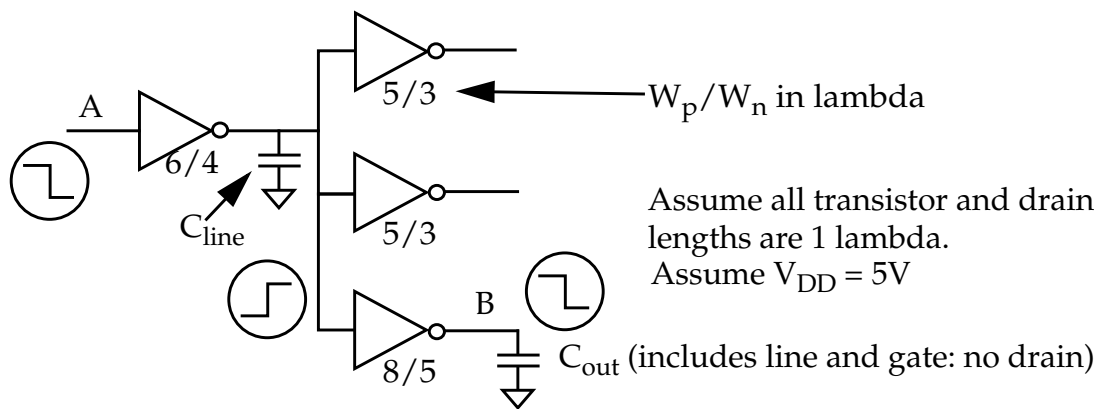 5/3
W_p/W_n in lambda
A
6/4
C_line
5/3
Assume all transistor and drain
lengths are 1 lambda.
Assume V_DD = 5V
B
8/5
C_out (includes line and gate: no drain)